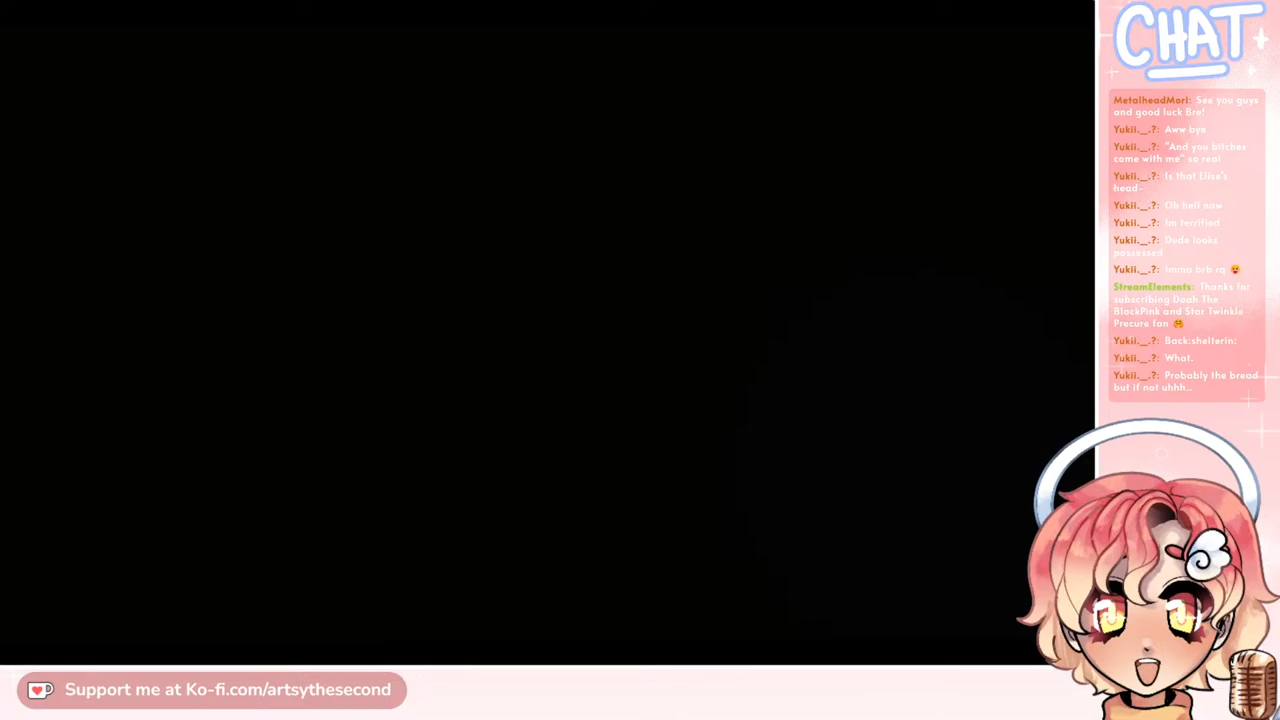 CHAT
MetalheadMori: See you guys
and good luck Bre!
Yukii._.?: Aww bye
Yukii._.?: "And you bitches
come with me" so real
Yukii._.?: Is that Elise's
head-
Yukii._.?: Oh hell naw
Yukii._.?: Im terrified
Yukii._.?: Dude looks
possessed
Yukii._.?: Imma brb rq
StreamElements: Thanks for
subscribing Doah The
BlackPink and Star Twinkle
Precure fan
Yukii._.?: Back:shelterin:
Yukii._.?: What.
Yukii._.?: Probably the bread
but if not uhhh..
Support me at Ko-fi.com/artsythesecond